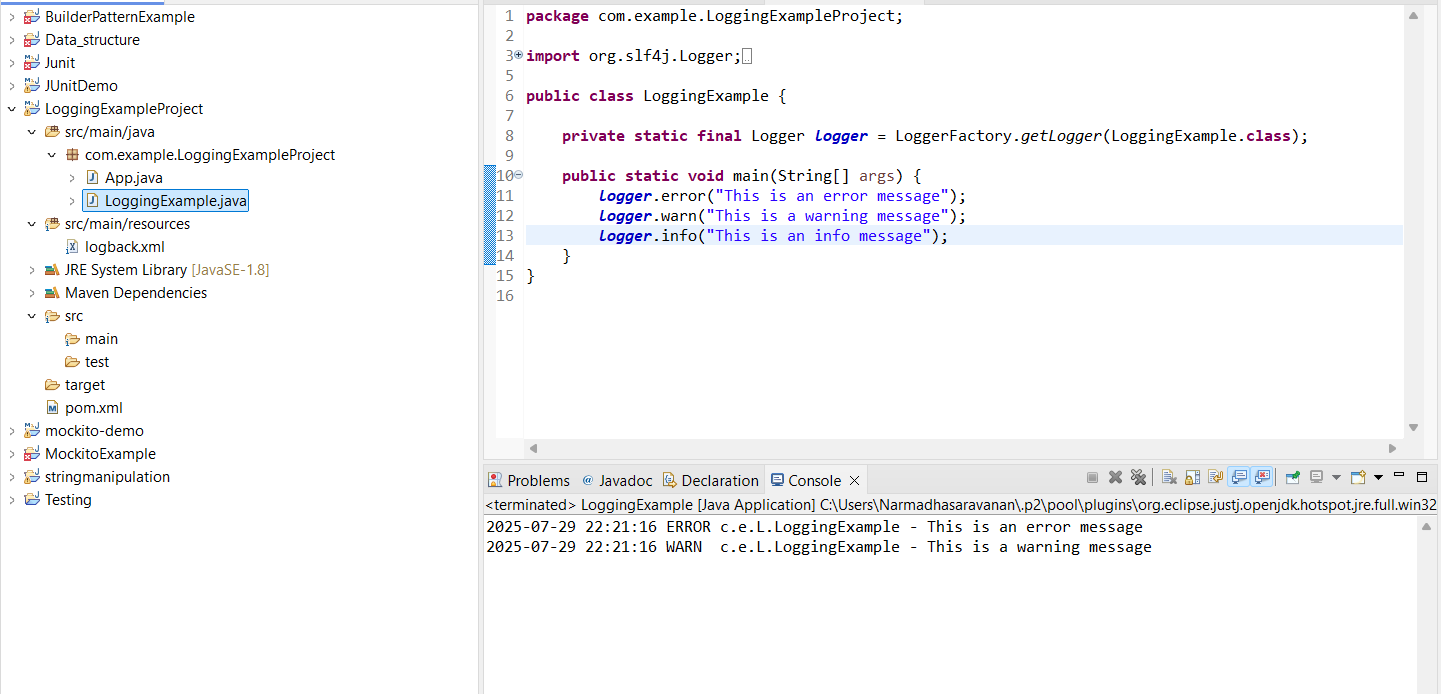 BuilderPatternExample
Data_structure
Junit
JUnitDemo
LoggingExampleProject
src/main/java
com.example.LoggingExampleProject
App.java
LoggingExample.java
src/main/resources
logback.xml
JRE System Library [JavaSE-1.8]
Maven Dependencies
src
main
test
target
pom.xml
mockito-demo
MockitoExample
stringmanipulation
Testing
1 package com.example.LoggingExampleProject;
2
3 import org.slf4j.Logger;
5
6 public class LoggingExample {
7
8     private static final Logger logger = LoggerFactory.getLogger(LoggingExample.class);
9
10     public static void main(String[] args) {
11         logger.error("This is an error message");
12         logger.warn("This is a warning message");
13         logger.info("This is an info message");
14     }
15 }
16
Problems @ Javadoc Declaration Console
<terminated> LoggingExample [Java Application] C:\Users\Narmadhasaravanan\.p2\pool\plugins\org.eclipse.justj.openjdk.hotspot.jre.full.win32
2025-07-29 22:21:16 ERROR c.e.L.LoggingExample - This is an error message
2025-07-29 22:21:16 WARN  c.e.L.LoggingExample - This is a warning message